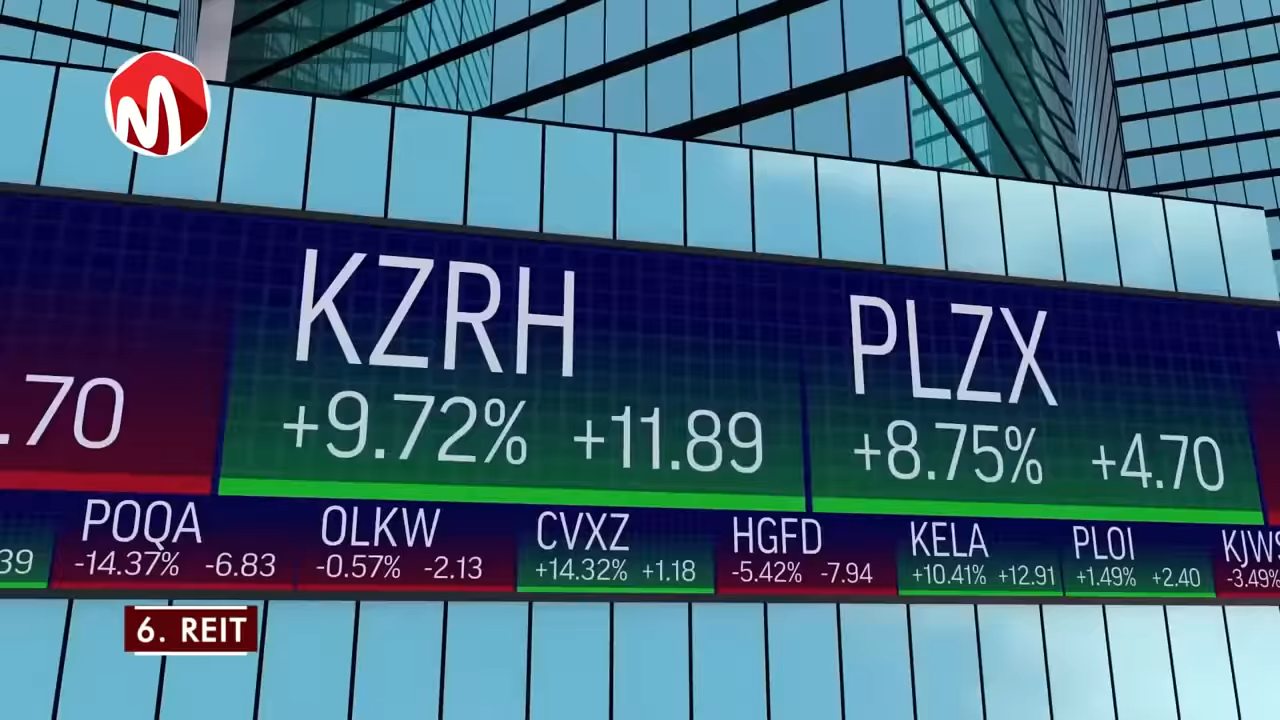 KZRH
+9.72% +11.89
PLZX
+8.75% +4.70
.70
39
POQA
-14.37% -6.83
OLKW
-0.57% -2.13
CVXZ
+14.32% +1.18
HGFD
-5.42% -7.94
KELA
+10.41% +12.91
PLOI
+1.49% +2.40
KJWS
-3.49%
6. REIT